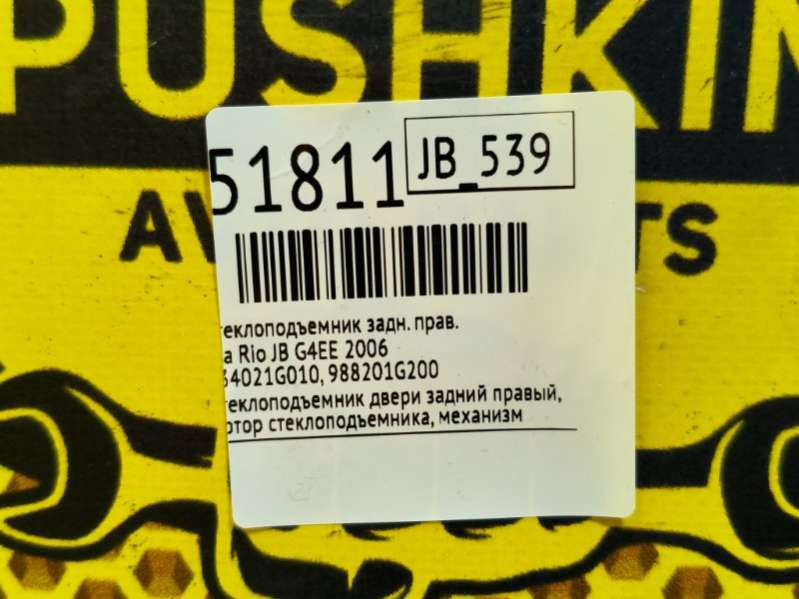 PUSHKIN
51811 JB_539
теклоподъемник задн. прав.
a Rio JB G4EE 2006
34021G010, 988201G200
теклоподъемник двери задний правый,
отор стеклоподъемника, механизм